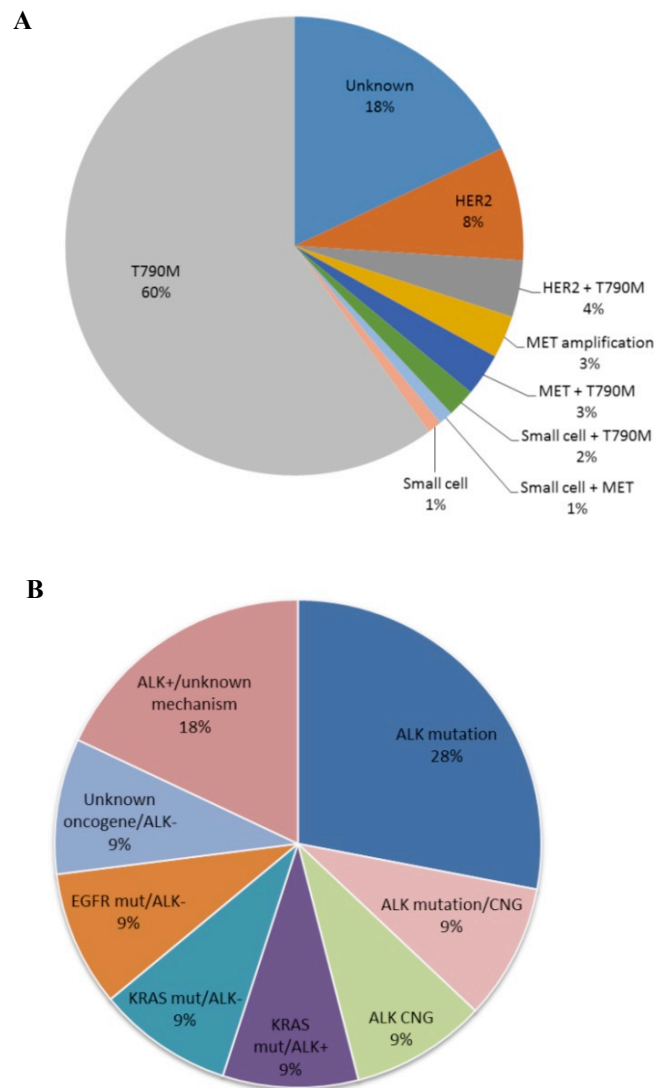 A
Unknown
18%
HER2
8%
HER2 + T790M
4%
MET amplification
3%
MET + T790M
3%
Small cell + T790M
2%
Small cell + MET
1%
Small cell
1%
T790M
60%
B
ALK mutation
28%
ALK mutation/CNG
9%
ALK CNG
9%
KRAS
mut/ALK+
9%
KRAS mut/ALK-
9%
EGFR mut/ALK-
9%
Unknown
oncogene/ALK-
9%
ALK+/unknown
mechanism
18%